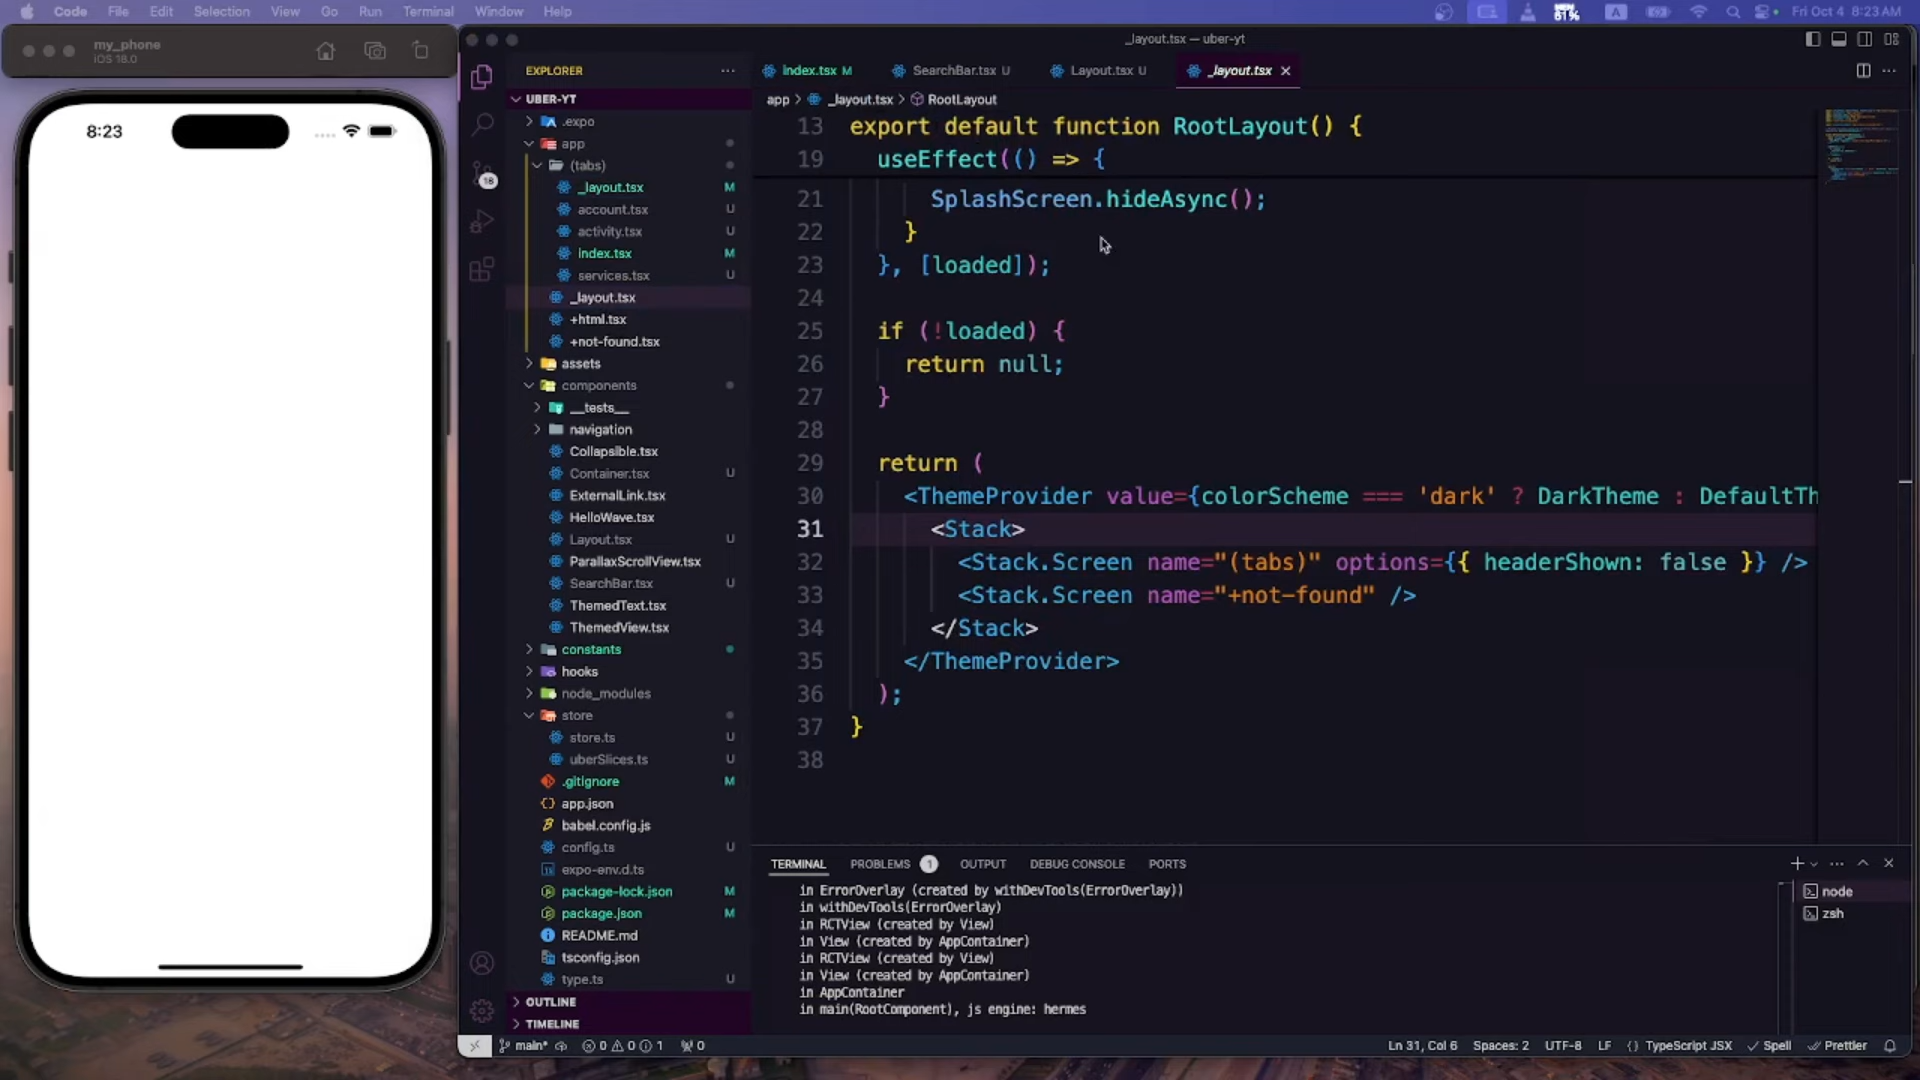 Code File Edit Selection View Go Run Terminal Window Help
81% A Fri Oct 4 8:23 AM
my_phone
iOS 18.0
8:23
_layout.tsx — uber-yt
EXPLORER
UBER-YT
.expo
app
(tabs)
_layout.tsx M
account.tsx U
activity.tsx U
index.tsx M
services.tsx U
_layout.tsx
+html.tsx
+not-found.tsx
assets
components
__tests__
navigation
Collapsible.tsx
Container.tsx U
ExternalLink.tsx
HelloWave.tsx
Layout.tsx U
ParallaxScrollView.tsx
SearchBar.tsx U
ThemedText.tsx
ThemedView.tsx
constants
hooks
node_modules
store
store.ts U
uberSlices.ts U
.gitignore M
app.json
babel.config.js
config.ts U
expo-env.d.ts
package-lock.json M
package.json M
README.md
tsconfig.json
type.ts U
OUTLINE
TIMELINE
18
index.tsx M SearchBar.tsx U Layout.tsx U _layout.tsx
app > _layout.tsx > RootLayout
13 export default function RootLayout() {
19 useEffect(() => {
21 SplashScreen.hideAsync();
22 }
23 }, [loaded]);
24
25 if (!loaded) {
26 return null;
27 }
28
29 return (
30 <ThemeProvider value={colorScheme === 'dark' ? DarkTheme : DefaultTh
31 <Stack>
32 <Stack.Screen name="(tabs)" options={{ headerShown: false }} />
33 <Stack.Screen name="+not-found" />
34 </Stack>
35 </ThemeProvider>
36 );
37 }
38
TERMINAL PROBLEMS 1 OUTPUT DEBUG CONSOLE PORTS
in ErrorOverlay (created by withDevTools(ErrorOverlay))
in withDevTools(ErrorOverlay)
in RCTView (created by View)
in View (created by AppContainer)
in RCTView (created by View)
in View (created by AppContainer)
in AppContainer
in main(RootComponent), js engine: hermes
node
zsh
main* 0 0 1 0
Ln 31, Col 6 Spaces: 2 UTF-8 LF {} TypeScript JSX Spell Prettier